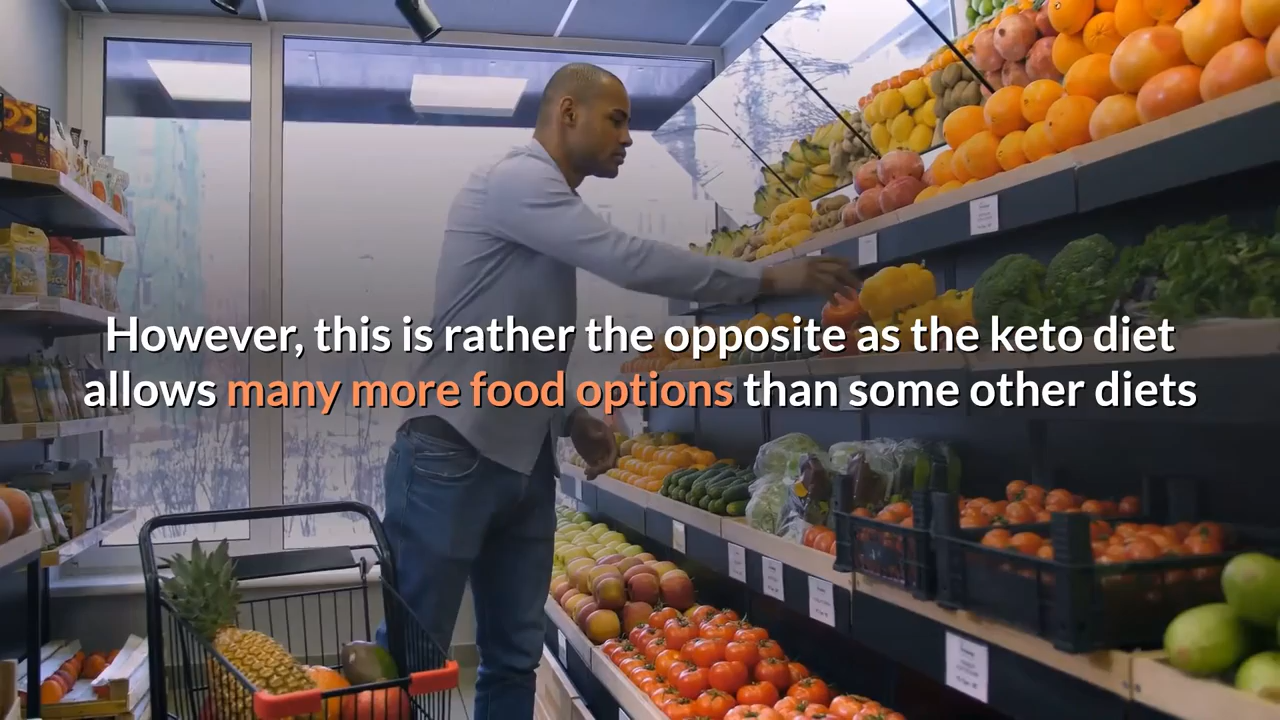 However, this is rather the opposite as the keto diet
allows many more food options than some other diets